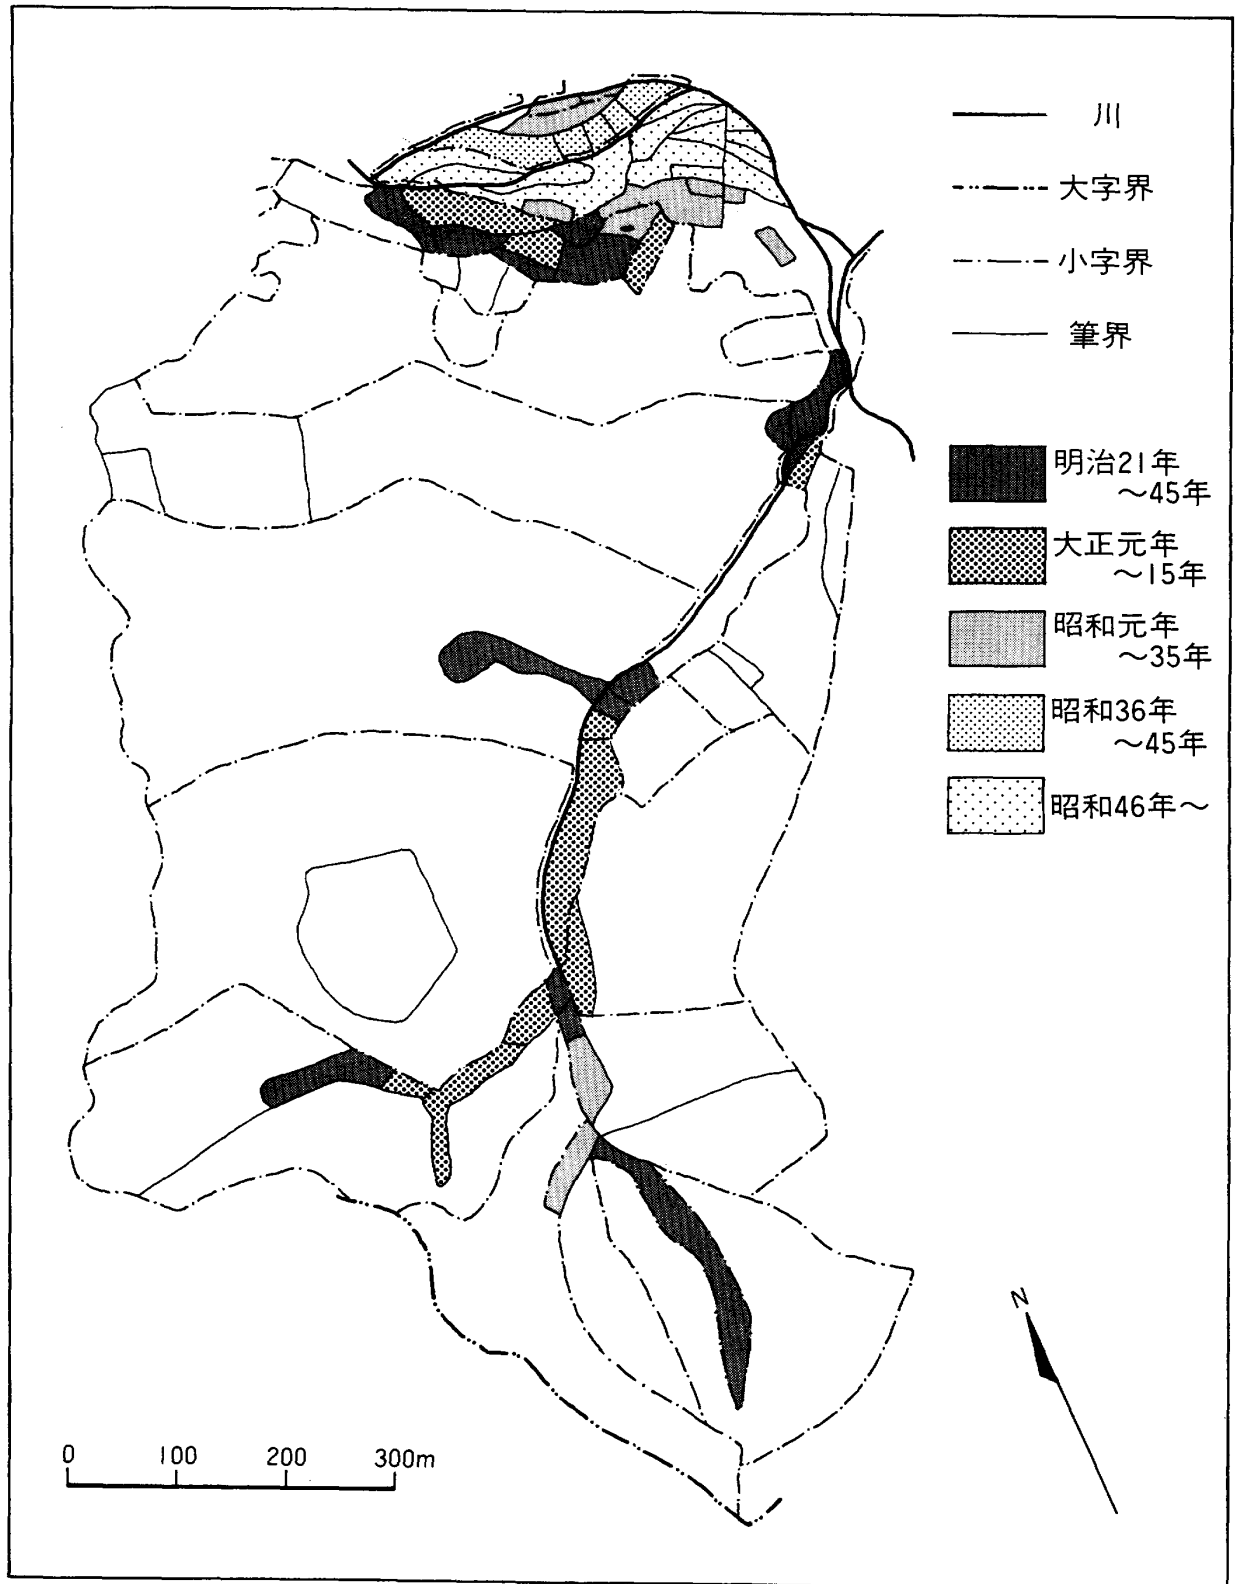 川
大字界
小字界
筆界
明治21年
～45年
大正元年
～15年
昭和元年
～35年
昭和36年
～45年
昭和46年～
N
0 100 200 300m